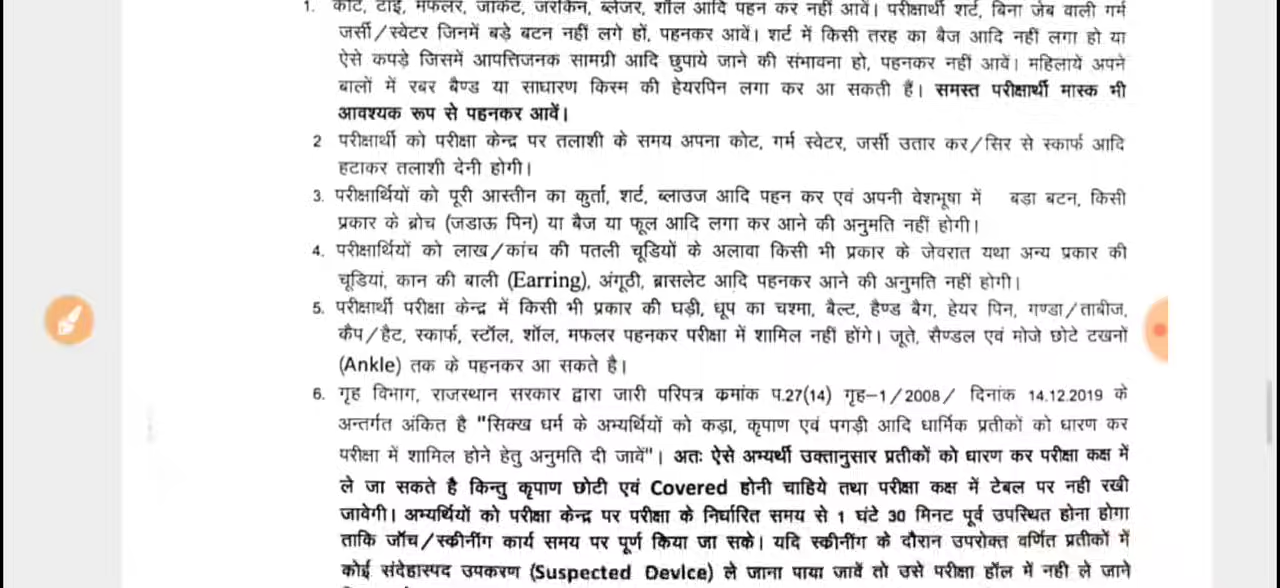 1. कोट, टाई, मफलर, जाकेट, जरकिन, ब्लेजर, शॉल आदि पहन कर नहीं आवें। परीक्षार्थी शर्ट, बिना जेब वाली गर्म
जर्सी/स्वेटर जिनमें बड़े बटन नहीं लगे हों, पहनकर आवें। शर्ट में किसी तरह का बैज आदि नहीं लगा हो या
ऐसे कपड़े जिसमें आपत्तिजनक सामग्री आदि छुपाये जाने की संभावना हो, पहनकर नहीं आवें। महिलाये अपने
बालों में रबर बैण्ड या साधारण किस्म की हेयरपिन लगा कर आ सकती हैं। समस्त परीक्षार्थी मास्क भी
आवश्यक रूप से पहनकर आवें।
2 परीक्षार्थी को परीक्षा केन्द्र पर तलाशी के समय अपना कोट, गर्म स्वेटर, जर्सी उतार कर/सिर से स्कार्फ आदि
हटाकर तलाशी देनी होगी।
3. परीक्षार्थियों को पूरी आस्तीन का कुर्ता, शर्ट, ब्लाउज आदि पहन कर एवं अपनी वेशभूषा में बड़ा बटन, किसी
प्रकार के ब्रोच (जडाऊ पिन) या बैज या फूल आदि लगा कर आने की अनुमति नहीं होगी।
4. परीक्षार्थियों को लाख/कांच की पतली चूडियों के अलावा किसी भी प्रकार के जेवरात यथा अन्य प्रकार की
चूडियां, कान की बाली (Earring), अंगूठी, ब्रासलेट आदि पहनकर आने की अनुमति नहीं होगी।
5. परीक्षार्थी परीक्षा केन्द्र में किसी भी प्रकार की घड़ी, धूप का चश्मा, बैल्ट, हैण्ड बैग, हेयर पिन, गण्डा/ताबीज,
कैप/हैट, स्कार्फ, स्टॉल, शॉल, मफलर पहनकर परीक्षा में शामिल नहीं होंगे। जूते, सैण्डल एवं मोजे छोटे टखनों
(Ankle) तक के पहनकर आ सकते है।
6. गृह विभाग, राजस्थान सरकार द्वारा जारी परिपत्र क्रमांक प.27(14) गृह-1/2008/ दिनांक 14.12.2019 के
अन्तर्गत अंकित है "सिक्ख धर्म के अभ्यर्थियों को कड़ा, कृपाण एवं पगड़ी आदि धार्मिक प्रतीकों को धारण कर
परीक्षा में शामिल होने हेतु अनुमति दी जावें"। अतः ऐसे अभ्यर्थी उक्तानुसार प्रतीकों को धारण कर परीक्षा कक्ष में
ले जा सकते है किन्तु कृपाण छोटी एवं Covered होनी चाहिये तथा परीक्षा कक्ष में टेबल पर नही रखी
जावेगी। अभ्यर्थियों को परीक्षा केन्द्र पर परीक्षा के निर्धारित समय से 1 घंटे 30 मिनट पूर्व उपस्थित होना होगा
ताकि जॉच/स्कीनींग कार्य समय पर पूर्ण किया जा सके। यदि स्कीनींग के दौरान उपरोक्त वर्णित प्रतीकों में
कोई संदेहास्पद उपकरण (Suspected Device) ले जाना पाया जावें तो उसे परीक्षा हॉल में नही ले जाने